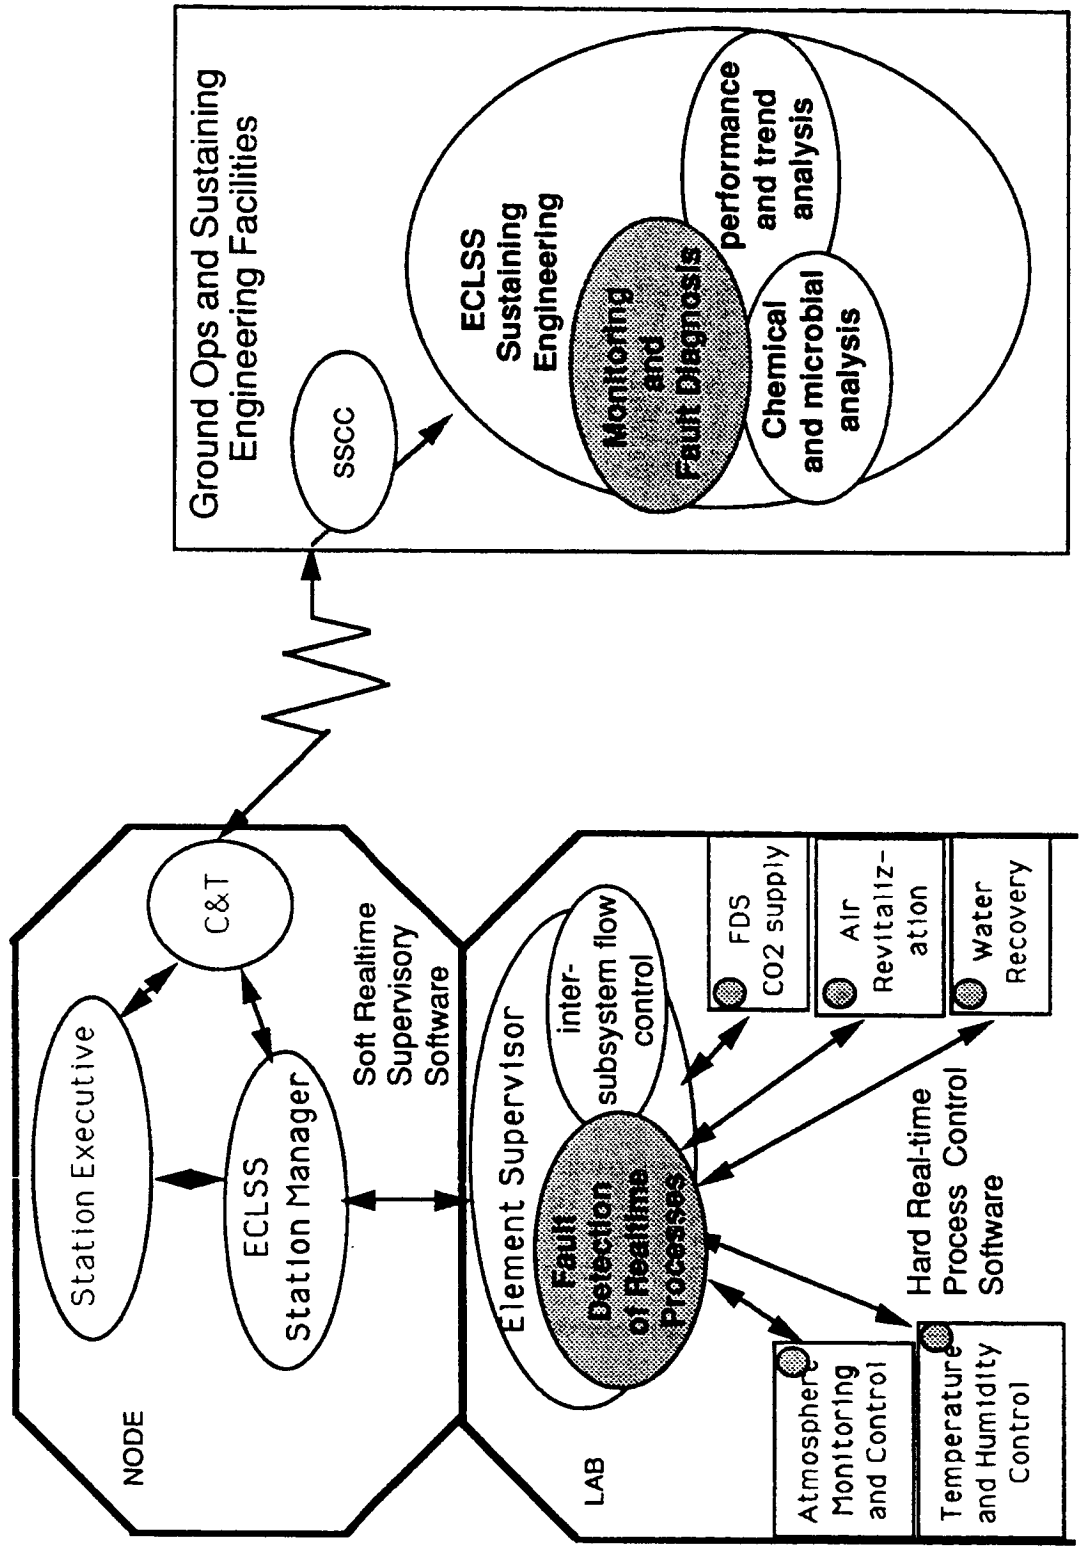 NODE
Station Executive
ECLSS
Station Manager
C&T
Soft Realtime
Supervisory
Software
LAB
Element Supervisor
Fault
Detection
of Realtime
Processes
inter-
subsystem flow
control
Atmosphere
Monitoring
and Control
Temperature
and Humidity
Control
Hard Real-time
Process Control
Software
FDS
CO2 supply
Air
Revitaliz-
ation
Water
Recovery
Ground Ops and Sustaining
Engineering Facilities
SSCC
ECLSS
Sustaining
Engineering
Monitoring
and
Fault Diagnosis
Chemical
and microbial
analysis
performance
and trend
analysis